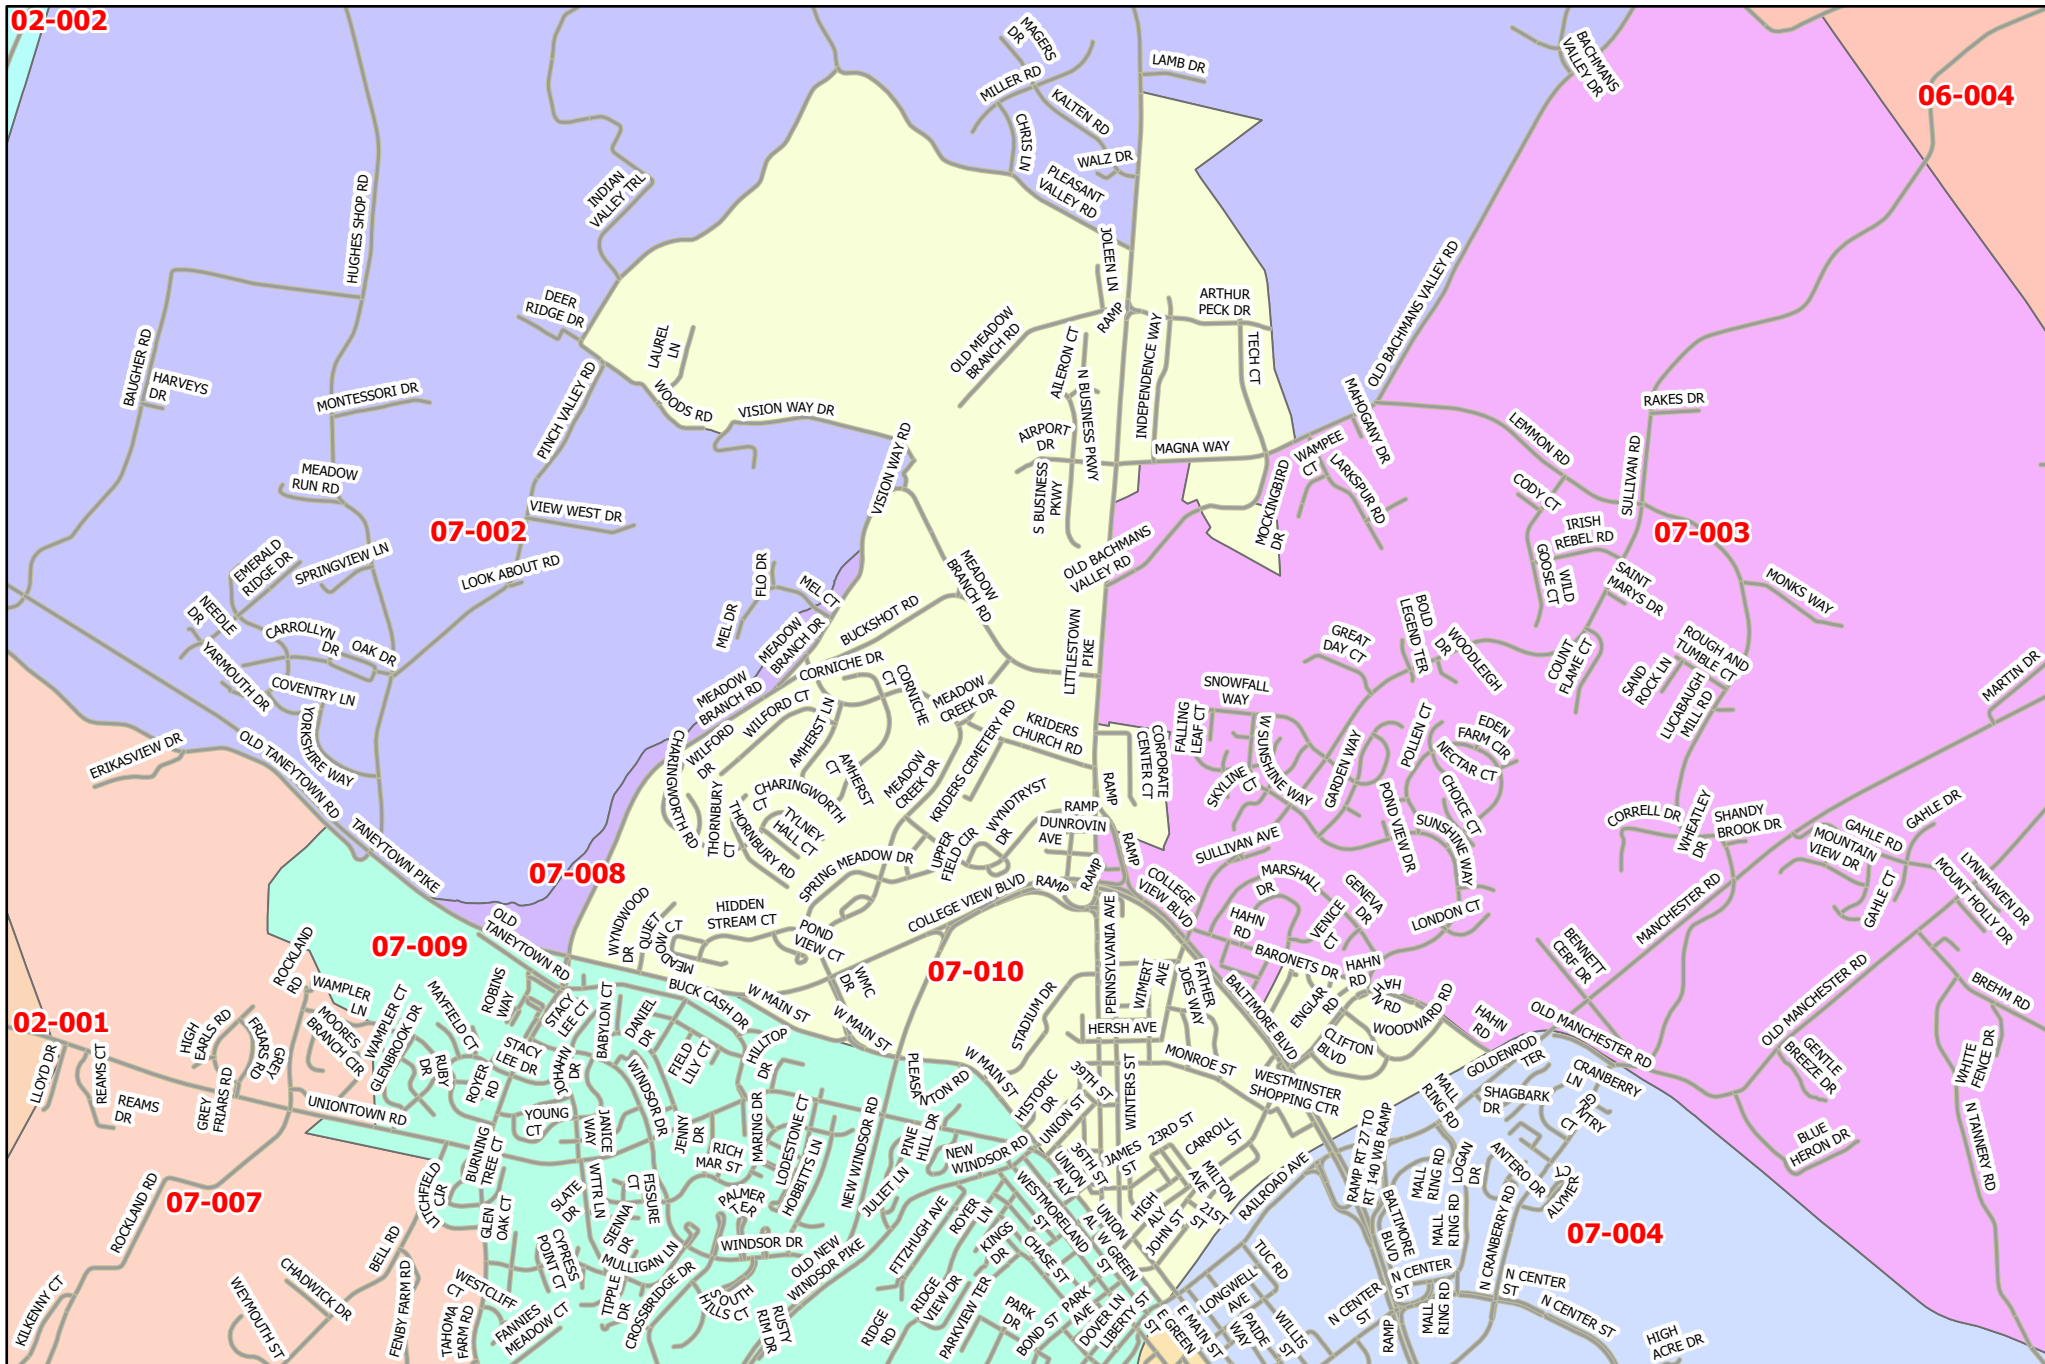 02-002
MAGERS
DR
LAMB DR
BACHMANS
VALLEY DR
06-004
MILLER RD
KALTEN RD
CHRIS LN
WALZ DR
PLEASANT
VALLEY RD
INDIAN
VALLEY TRL
HUGHES SHOP RD
JOLEEN LN
DEER
RIDGE DR
ARTHUR
PECK DR
RAMP
OLD BACHMANS VALLEY RD
LAUREL
LN
OLD MEADOW
BRANCH RD
AILERON CT
INDEPENDENCE WAY
TECH CT
BAUGHER RD
HARVEYS
DR
MONTESSORI DR
PINCH VALLEY RD
WOODS RD
VISION WAY DR
N BUSINESS PKWY
MAHOGANY DR
RAKES DR
LEMMON RD
AIRPORT
DR
MAGNA WAY
WAMPEE
CT
VISION WAY RD
SULLIVAN RD
MEADOW
RUN RD
S BUSINESS
PKWY
MOCKINGBIRD
DR
LARKSPUR RD
CODY CT
VIEW WEST DR
07-002
07-003
IRISH
REBEL RD
EMERALD
RIDGE DR
SPRINGVIEW LN
LOOK ABOUT RD
FLO DR
MEL CT
MEADOW
BRANCH RD
OLD BACHMANS
VALLEY RD
WILD
GOOSE CT
SAINT
MARYS DR
MONKS WAY
NEEDLE
DR
MEL DR
MEADOW
BRANCH DR
BUCKSHOT RD
BOLD
LEGEND TER
CARROLLYN
DR
OAK DR
GREAT
DAY CT
WOODLEIGH
DR
COUNT
FLAME CT
ROUGH AND
TUMBLE CT
YARMOUTH DR
COVENTRY LN
CORNICHE DR
CORNICHE
CT
LITTLESTOWN
PIKE
SAND
ROCK LN
MARTIN DR
MEADOW
BRANCH RD
WILFORD CT
MEADOW
CREEK DR
SNOWFALL
WAY
LUCABAUGH
MILL RD
YORKSHIRE WAY
WILFORD
DR
AMHERST LN
KRIDERS
CHURCH RD
FALLING
LEAF CT
POLLEN CT
EDEN
FARM CIR
ERIKASVIEW DR
OLD TANEYTOWN RD
CHARINGWORTH RD
AMHERST
CT
MEADOW
CREEK DR
KRIDERS CEMETERY RD
CORPORATE
CENTER CT
W SUNSHINE WAY
GARDEN WAY
NECTAR CT
SKYLINE
CT
THORNBURY
CT
CHARINGWORTH
CT
RAMP
CHOICE CT
POND VIEW DR
THORNBURY RD
TYLNEY
HALL CT
WYNDTRYST
DR
RAMP
DUNROVIN
AVE
SUNSHINE WAY
CORRELL DR
WHEATLEY
DR
SHANDY
BROOK DR
GAHLE DR
TANEYTOWN PIKE
SPRING MEADOW DR
UPPER
FIELD CIR
RAMP
SULLIVAN AVE
GAHLE RD
MOUNTAIN
VIEW DR
07-008
RAMP
RAMP
MARSHALL
DR
GENEVA
DR
LYNNHAVEN DR
MOUNT HOLLY DR
COLLEGE VIEW BLVD
COLLEGE
VIEW BLVD
GAHLE CT
HIDDEN
STREAM CT
WYNDWOOD
DR
QUIET
MEADOW CT
POND
VIEW CT
PENNSYLVANIA AVE
HAHN
RD
VENICE
CT
LONDON CT
MANCHESTER RD
07-009
OLD
TANEYTOWN RD
BENNETT
CERF DR
ROCKLAND
RD
07-010
BARONETS DR
HAHN
RD
OLD MANCHESTER RD
WMC
DR
WAMPLER
LN
ROBINS
WAY
BUCK CASH DR
W MAIN ST
WIMERT
AVE
FATHER
JOES WAY
BALTIMORE BLVD
HAHN
RD
BREHM RD
MAYFIELD CT
WAMPLER CT
STACY
LEE CT
BABYLON CT
DANIEL
DR
STADIUM DR
ENGLAR
RD
WOODWARD RD
02-001
HIGH
EARLS RD
MOORES
BRANCH CIR
GLENBROOK DR
W MAIN ST
HERSH AVE
HAHN
RD
OLD MANCHESTER RD
FRIARS RD
GREY
HILLTOP
DR
CLIFTON
BLVD
GOLDENROD
TER
WHITE
FENCE DR
LLOYD DR
REAMS CT
STACY
LEE DR
RUBY
DR
JOHAHN
DR
FIELD
LILY CT
PLEASANTON RD
W MAIN ST
MONROE ST
GENTLE
BREEZE DR
ROYER
RD
WINDSOR DR
HISTORIC
DR
39TH ST
WINTERS ST
WESTMINSTER
SHOPPING CTR
CRANBERRY
LN
REAMS
DR
GREY
FRIARS RD
UNIONTOWN RD
YOUNG
CT
JANICE
WAY
JENNY
DR
MARING DR
LODESTONE CT
NEW WINDSOR RD
PINE
HILL DR
UNION ST
MALL
RING RD
SHAGBARK
DR
GENTRY
CT
N TANNERY RD
BURNING
TREE CT
RICH
MAR ST
HOBBITTS LN
NEW
WINDSOR RD
JAMES
ST
23RD ST
CARROLL
ST
RAMP RT 27 TO
RT 140 WB RAMP
BLUE
HERON DR
36TH ST
07-007
ROCKLAND RD
LITCHFIELD
CIR
WTTR LN
FISSURE
CT
JULIET LN
UNION
ALY
MILTON
AVE
RAILROAD AVE
MALL
RING RD
LOGAN
DR
ANTERO DR
AYLMER
CT
SLATE
DR
PALMER
TER
WESTMORELAND
ST
HIGH
ALY
21ST
ST
07-004
GLEN
OAK CT
SIENNA
DR
FITZHUGH AVE
ROYER
LN
UNION
AL
JOHN ST
BALTIMORE
BLVD
MALL
RING RD
N CRANBERRY RD
BELL RD
CYPRESS
POINT CT
MULLIGAN LN
WINDSOR DR
OLD NEW
WINDSOR PIKE
KINGS
DR
CHASE ST
W GREEN
ST
TUC RD
KILKENNY CT
WEYMOUTH ST
CHADWICK DR
FENBY FARM RD
WESTCLIFF
CT
TIPPLE
DR
CROSSBRIDGE DR
SOUTH
HILLS CT
RIDGE
VIEW DR
PARK
AVE
LONGWELL
AVE
N CENTER
ST
N CENTER
ST
N CENTER
ST
N CENTER ST
TAHOMA
FARM RD
FANNIES
MEADOW CT
RUSTY
RIM DR
RIDGE
RD
PARKVIEW TER
PARK
DR
BOND ST
DOVER LN
LIBERTY ST
E GREEN
ST
E MAIN ST
PAIDE
WAY
WILLIS
ST
RAMP
MALL
RING RD
HIGH
ACRE DR